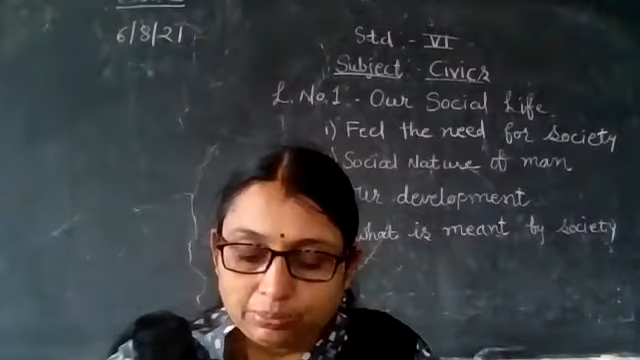 6/8/21
Std :- VI
Subject :- Civics
L. No. 1 - Our Social Life
i) Feel the need for society
Social Nature of man
ur development
what is meant by society